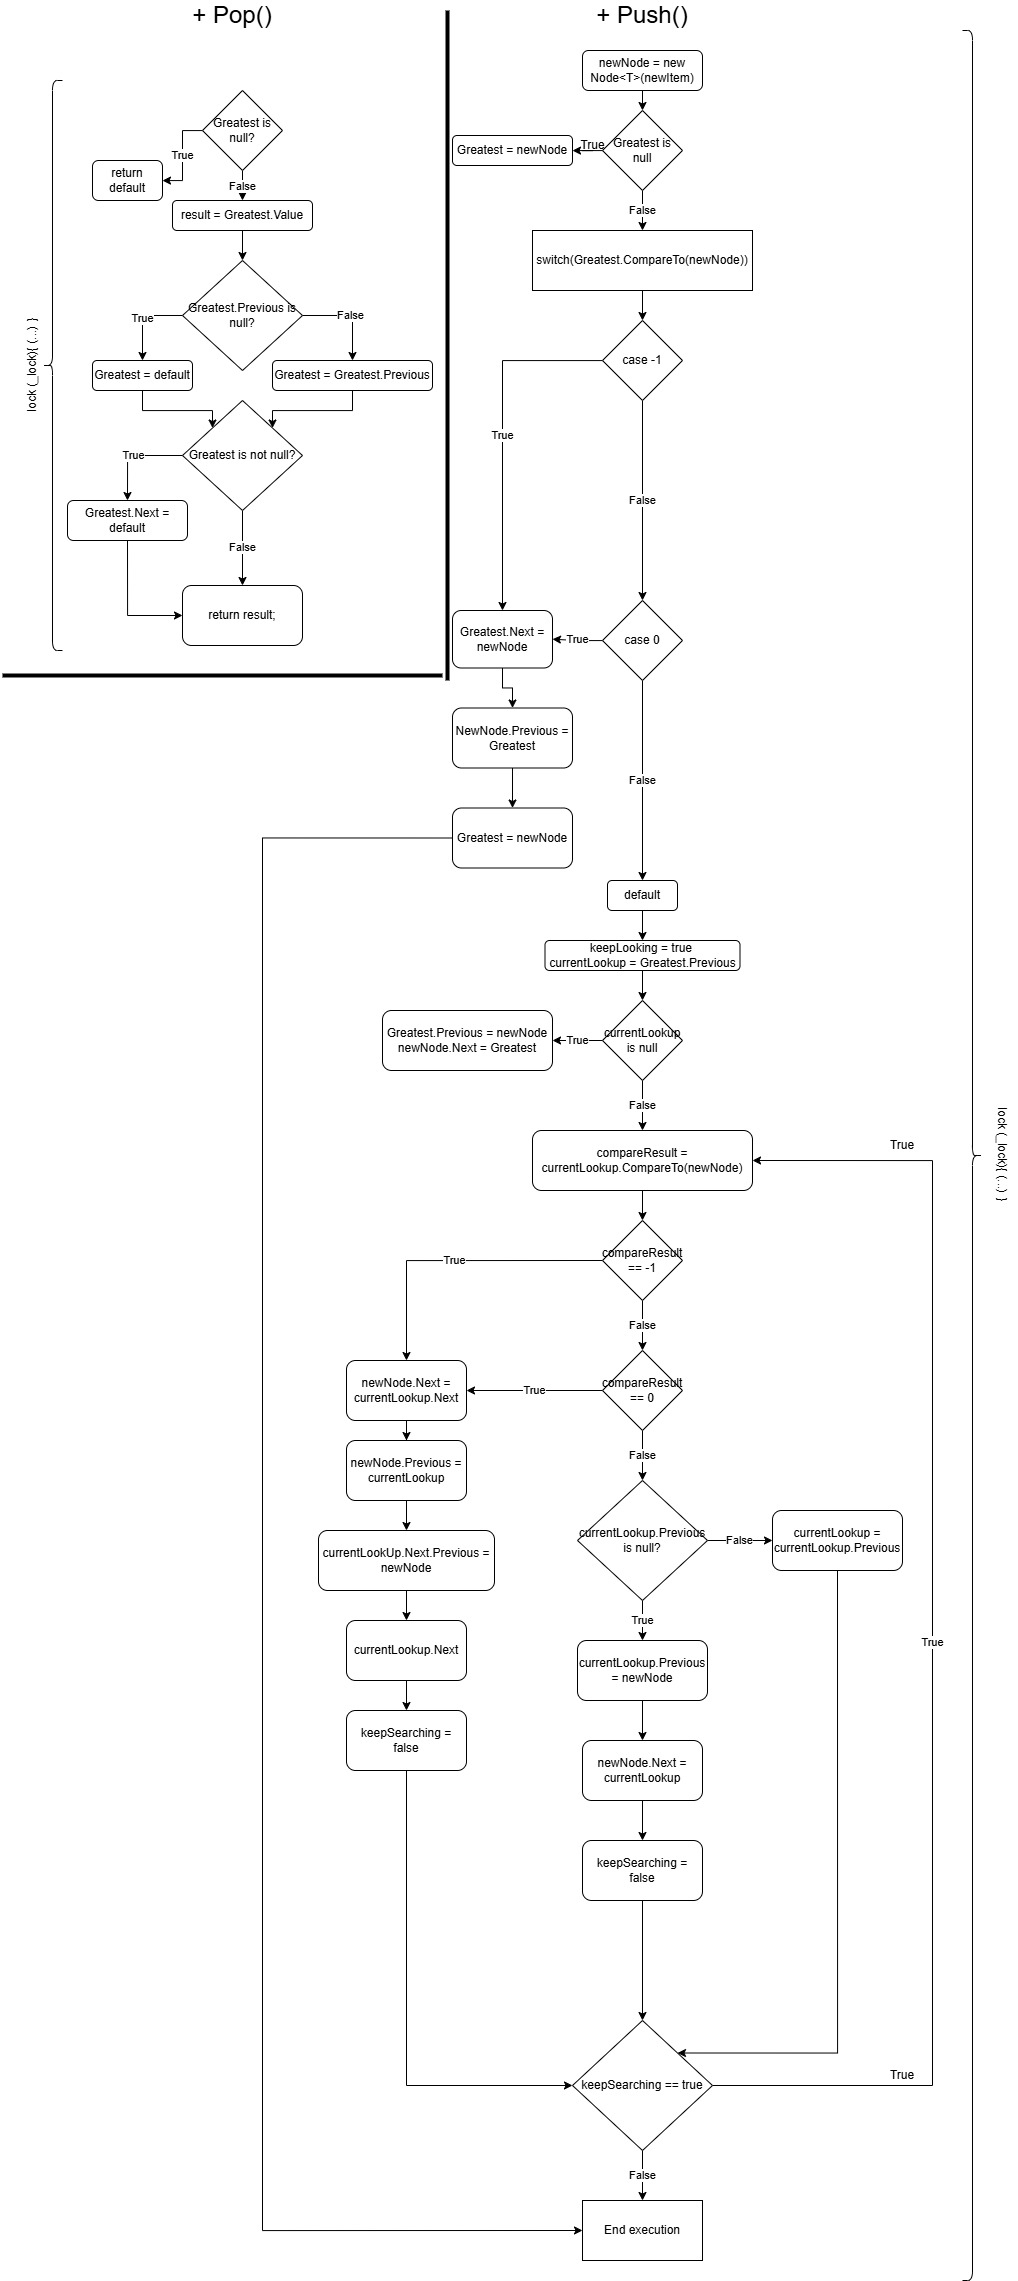 + Pop()
Greatest is
null?
True
return
default
False
result = Greatest.Value
Greatest.Previous is
null?
True
False
Greatest = default
Greatest = Greatest.Previous
Greatest is not null?
True
Greatest.Next =
default
False
return result;
lock (_lock){ (...) }
+ Push()
newNode = new
Node<T>(newItem)
Greatest is
null
True
Greatest = newNode
False
switch(Greatest.CompareTo(newNode))
case -1
True
False
case 0
True
Greatest.Next =
newNode
NewNode.Previous =
Greatest
Greatest = newNode
False
default
keepLooking = true
currentLookup = Greatest.Previous
currentLookup
is null
True
Greatest.Previous = newNode
newNode.Next = Greatest
False
compareResult =
currentLookup.CompareTo(newNode)
True
compareResult
== -1
True
False
compareResult
== 0
True
newNode.Next =
currentLookup.Next
newNode.Previous =
currentLookup
currentLookUp.Next.Previous =
newNode
currentLookup.Next
keepSearching =
false
False
currentLookup.Previous
is null?
False
currentLookup =
currentLookup.Previous
True
currentLookup.Previous
= newNode
newNode.Next =
currentLookup
keepSearching =
false
True
keepSearching == true
True
False
End execution
lock (_lock){ (...) }